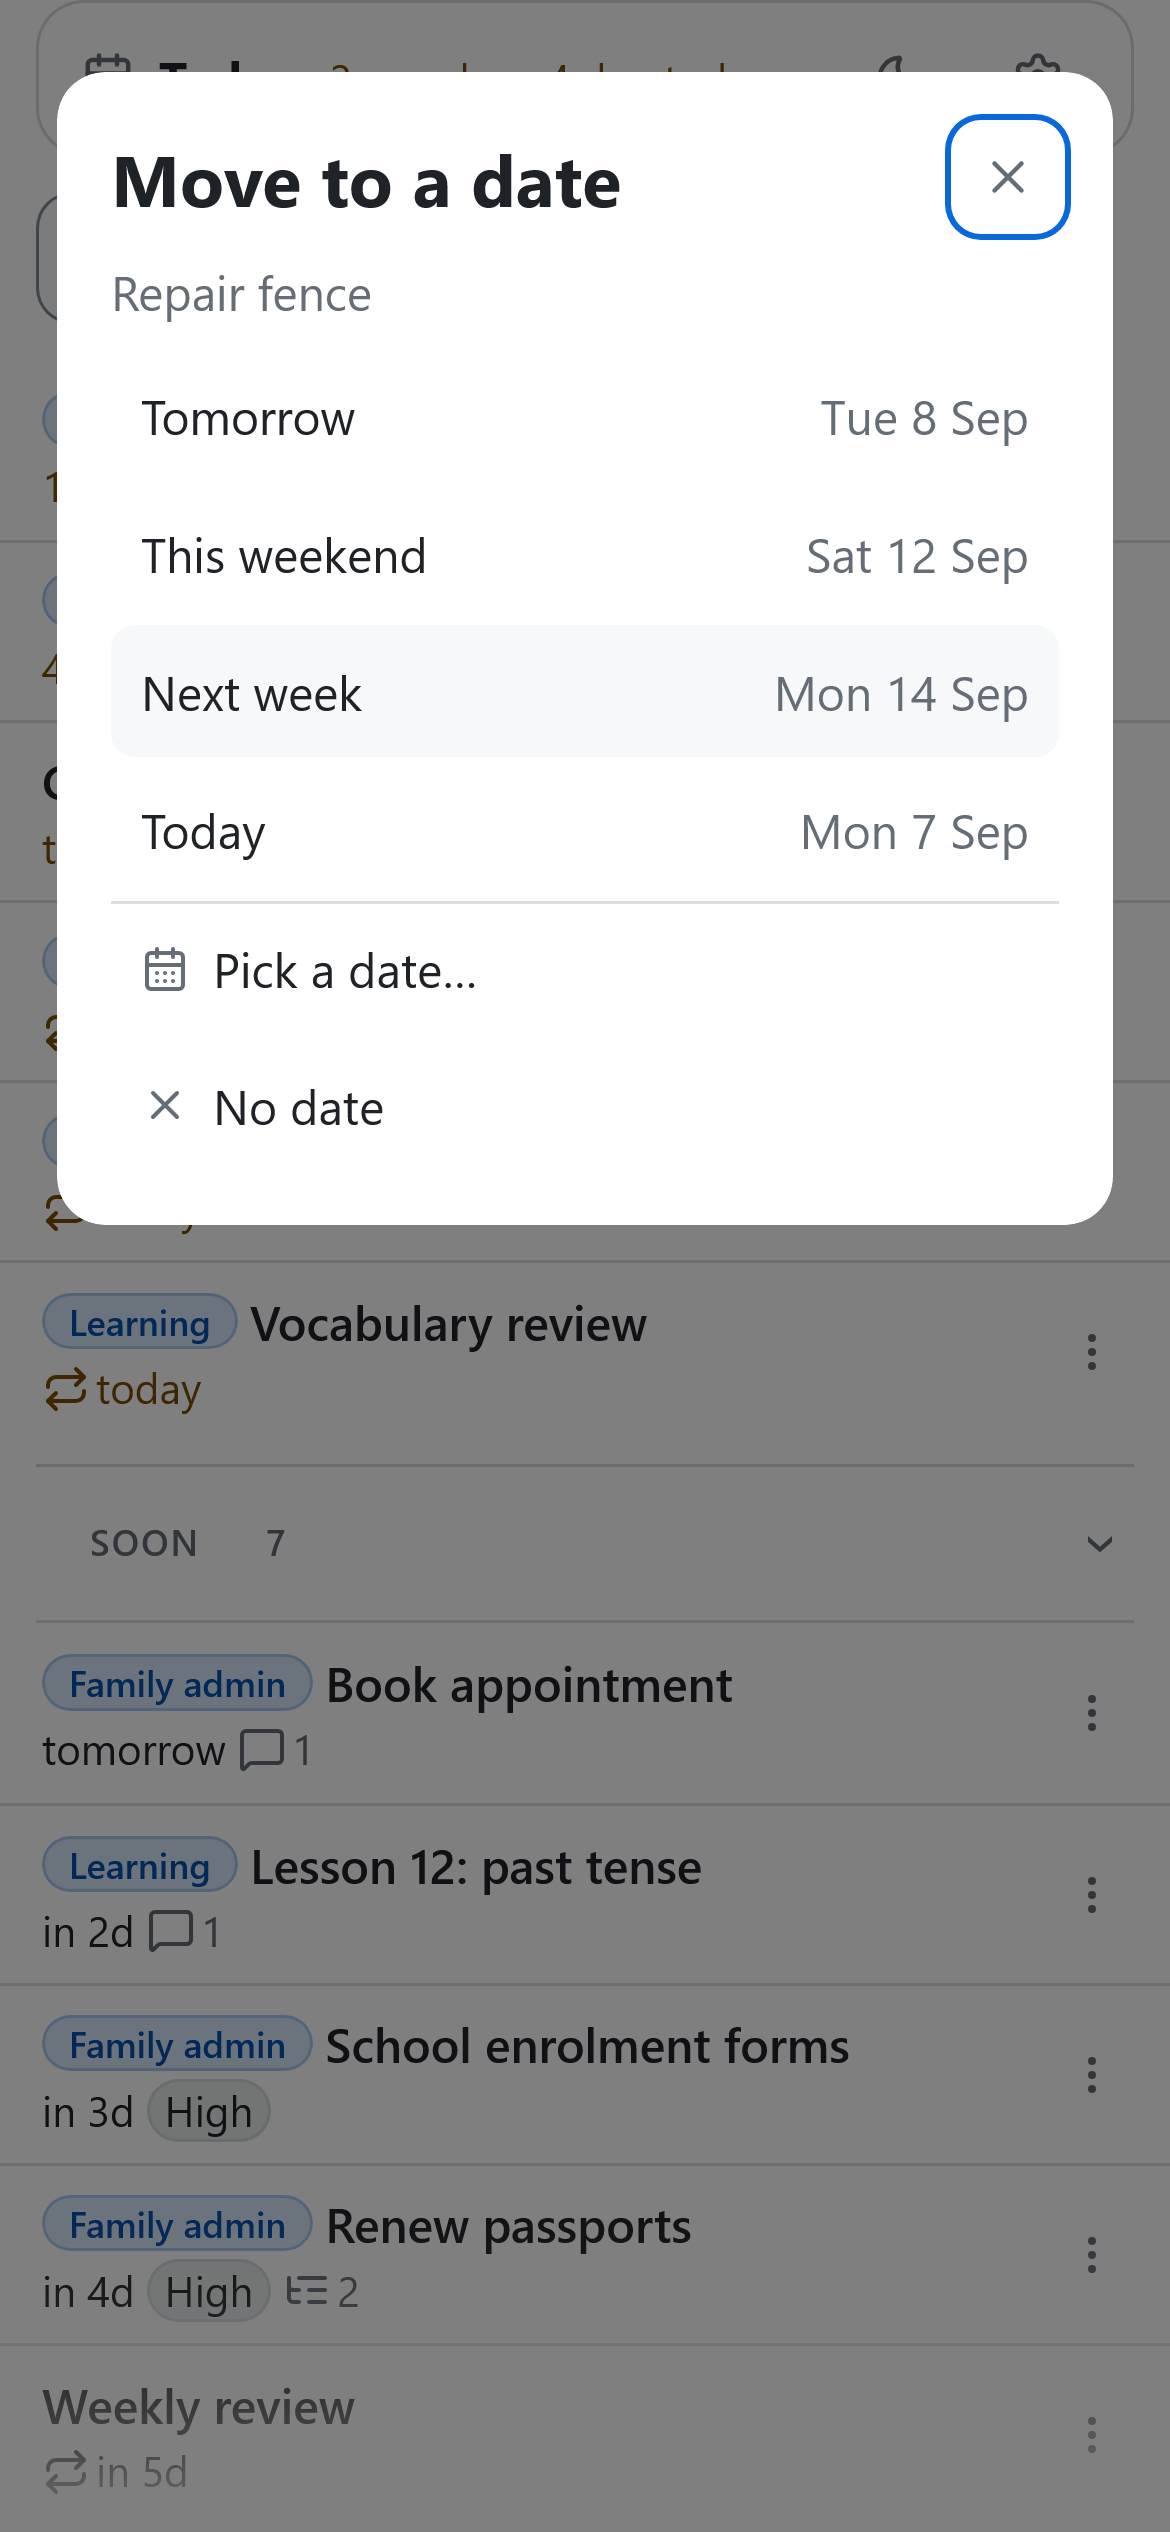 Move to a date
Repair fence
Tomorrow Tue 8 Sep
This weekend Sat 12 Sep
Next week Mon 14 Sep
Today Mon 7 Sep
Pick a date...
No date
Learning Vocabulary review
today
SOON 7
Family admin Book appointment
tomorrow 1
Learning Lesson 12: past tense
in 2d 1
Family admin School enrolment forms
in 3d High
Family admin Renew passports
in 4d High 2
Weekly review
in 5d